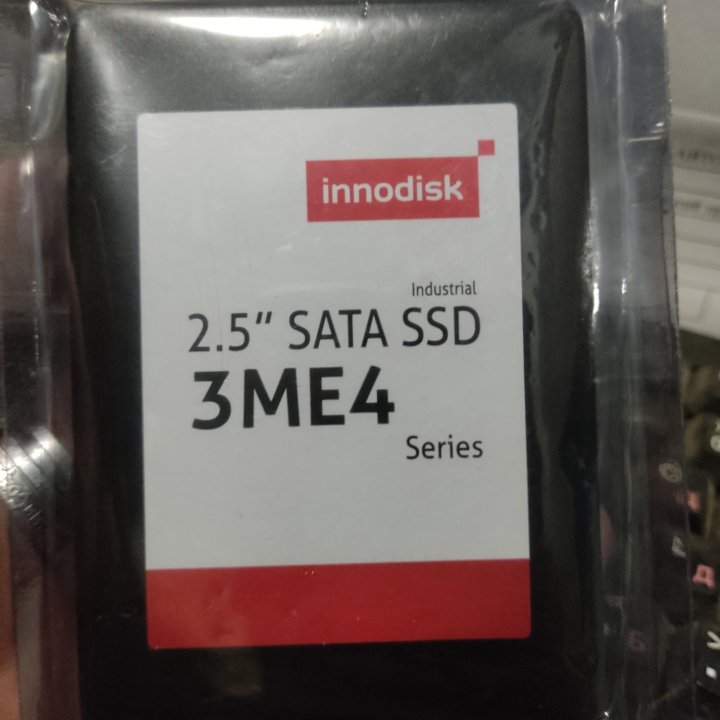 innodisk
Industrial
2.5" SATA SSD
3ME4
Series